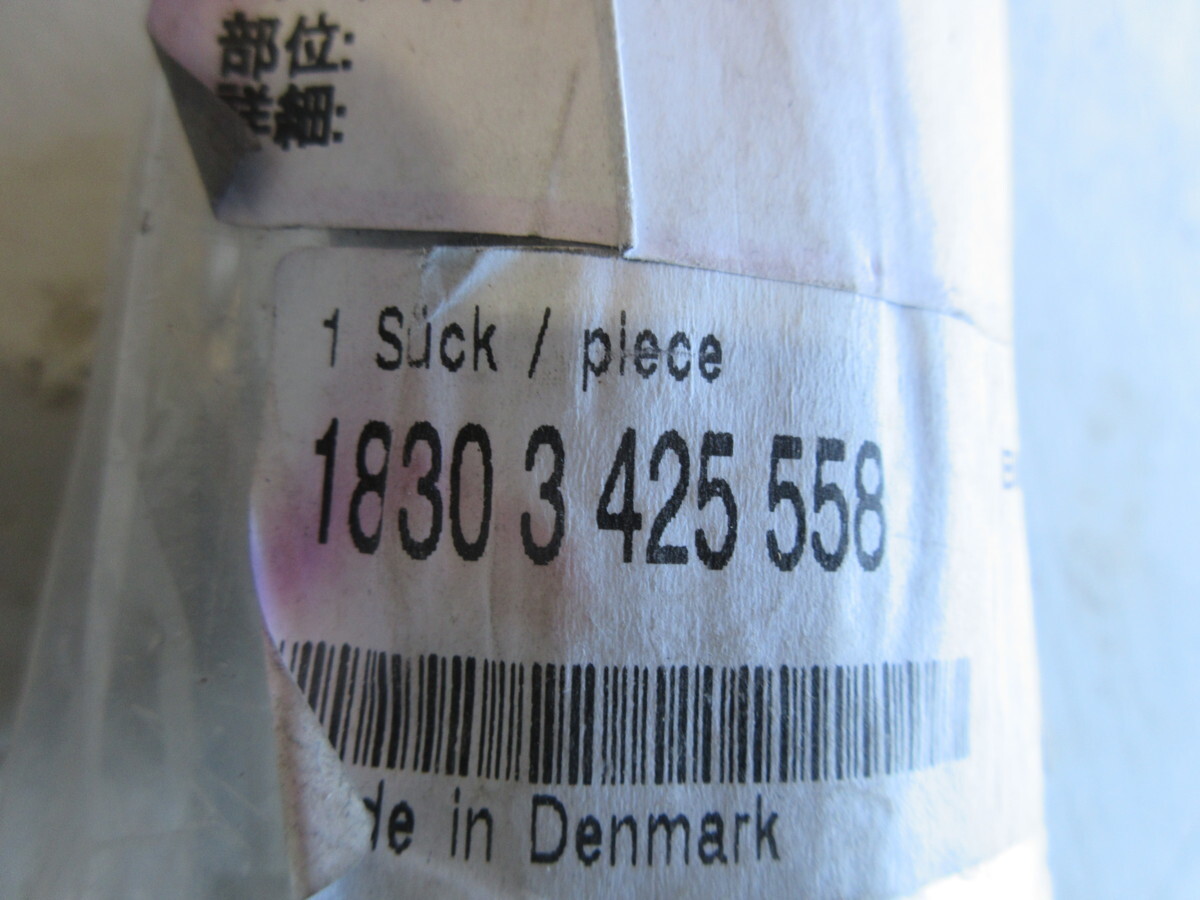 部位:
詳細:
1 Sück / piece
1830 3 425 558
de in Denmark